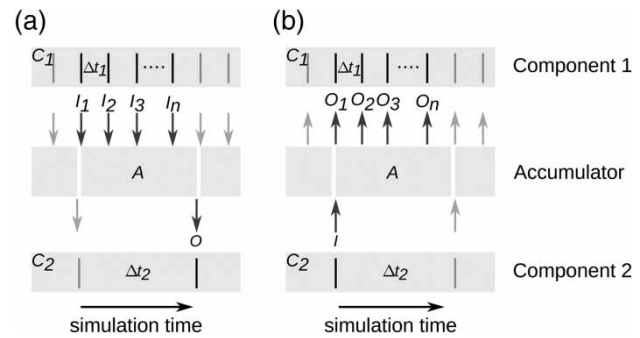 (a)
(b)
C1
Δt1
....
C1
Δt1
....
Component 1
I1 I2 I3 In
O1 O2 O3 On
A
A
Accumulator
O
I
C2
Δt2
C2
Δt2
Component 2
simulation time
simulation time